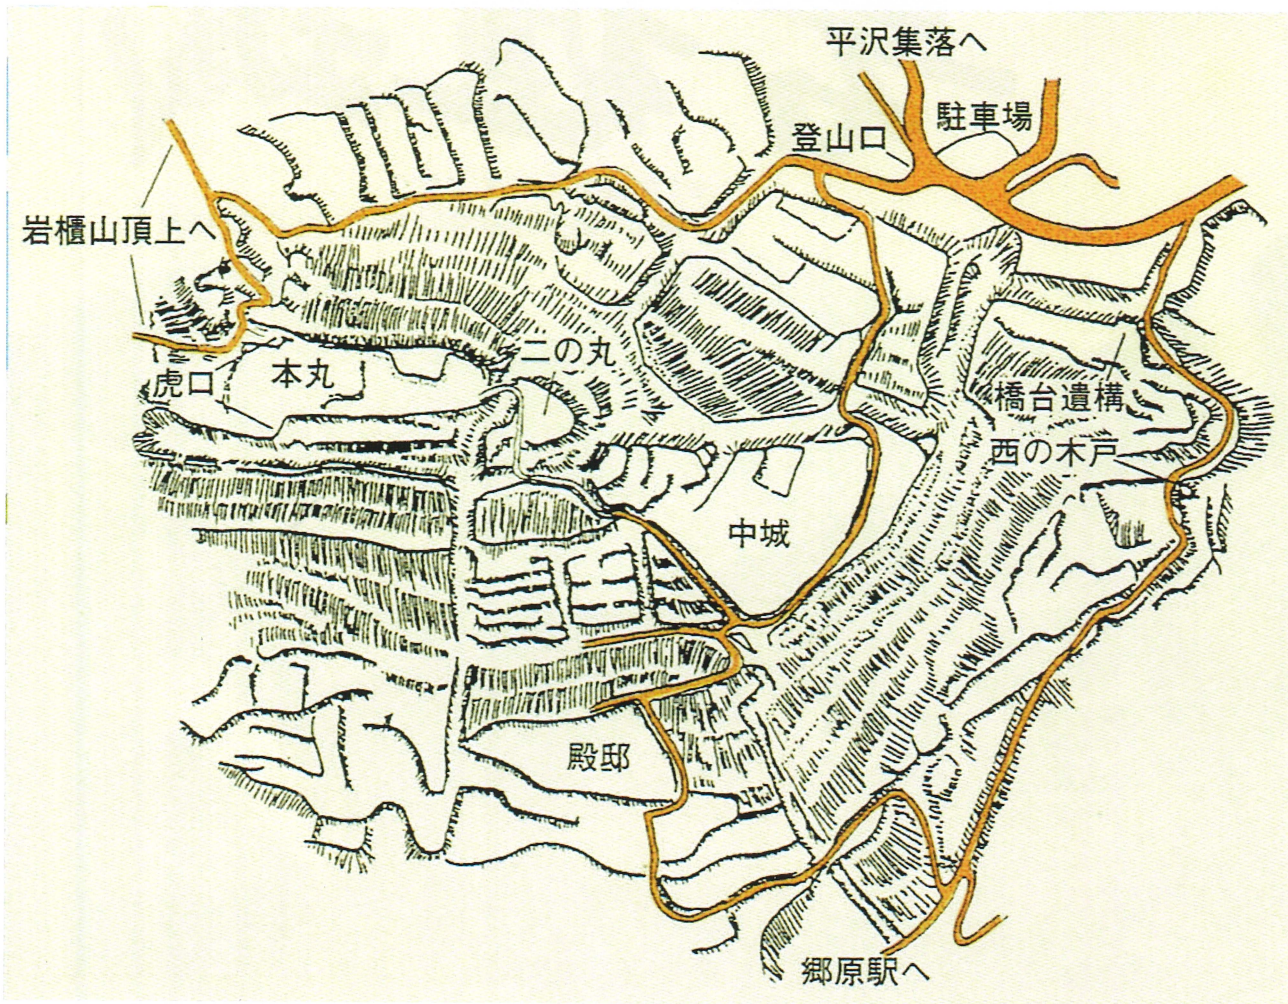 平沢集落へ
駐車場
登山口
岩櫃山頂上へ
二の丸
本丸
虎口
橋台遺構
西の木戸
中城
殿邸
郷原駅へ